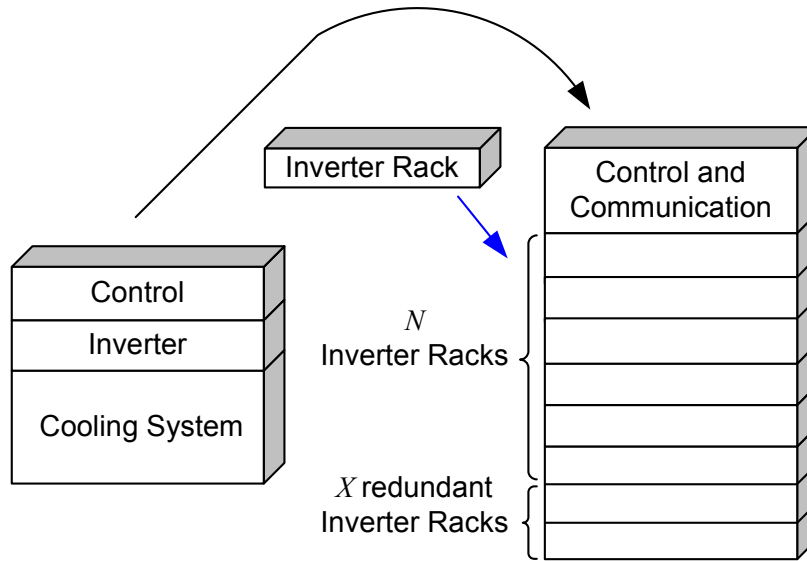 Inverter Rack
Control and
Communication
Control
Inverter
Cooling System
N
Inverter Racks
X redundant
Inverter Racks